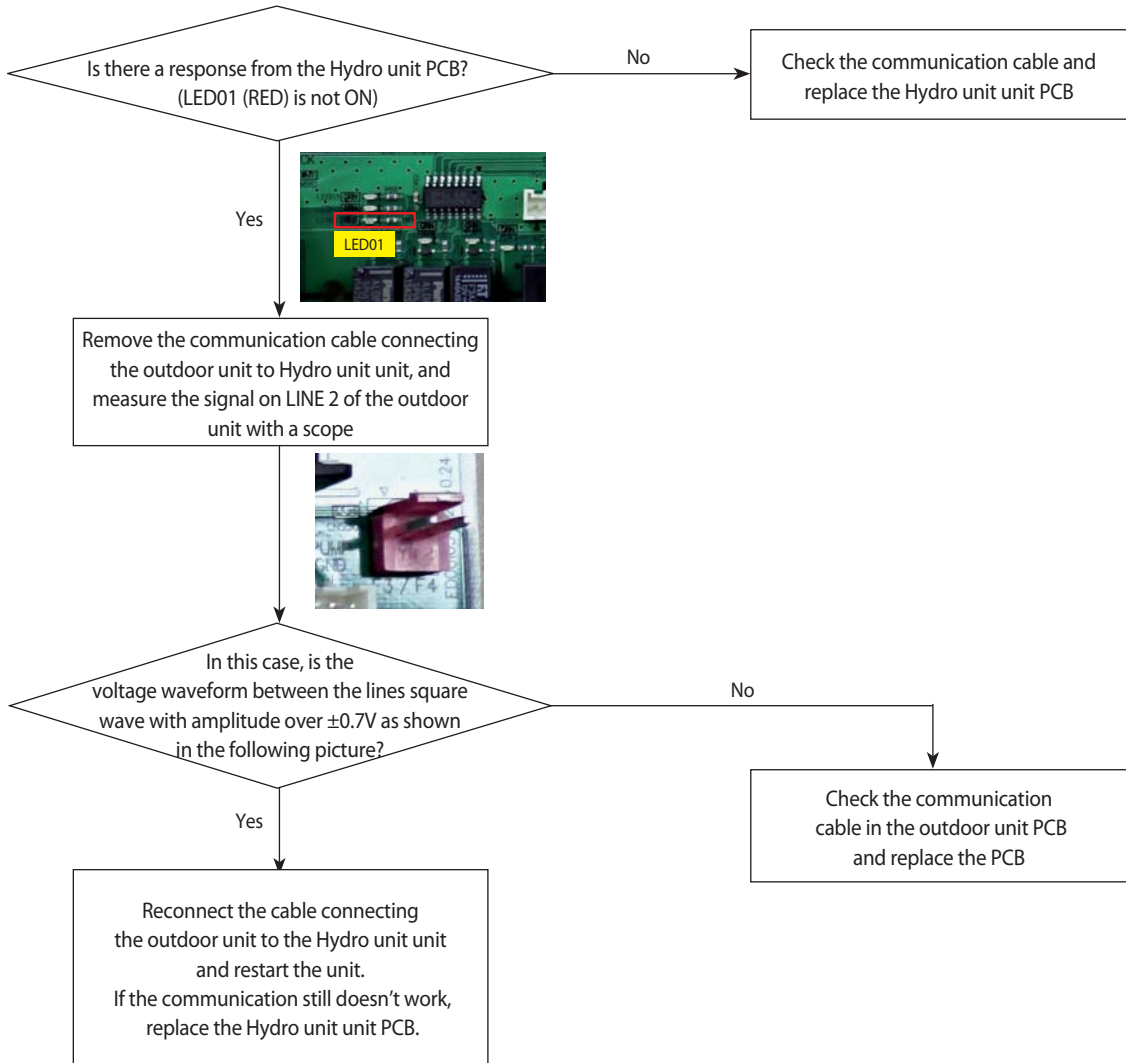 Is there a response from the Hydro unit PCB?
(LED01 (RED) is not ON)
No
Check the communication cable and
replace the Hydro unit unit PCB
Yes
LED01
Remove the communication cable connecting
the outdoor unit to Hydro unit unit, and
measure the signal on LINE 2 of the outdoor
unit with a scope
PUMP
GND
F3/F4
In this case, is the
voltage waveform between the lines square
wave with amplitude over ±0.7V as shown
in the following picture?
No
Check the communication
cable in the outdoor unit PCB
and replace the PCB
Yes
Reconnect the cable connecting
the outdoor unit to the Hydro unit unit
and restart the unit.
If the communication still doesn’t work,
replace the Hydro unit unit PCB.